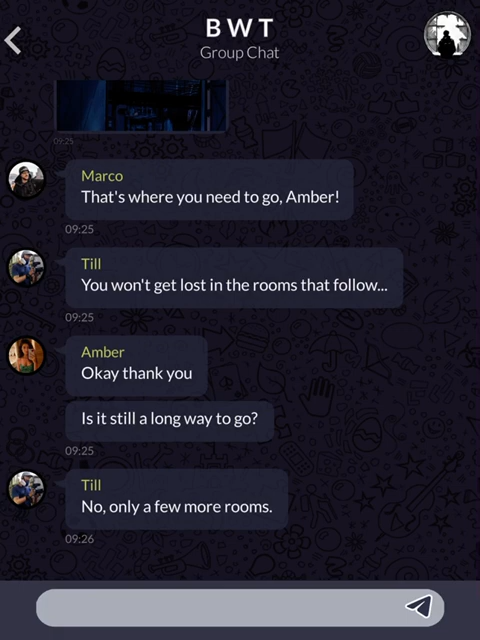 BWT
Group Chat
09:25
Marco
That's where you need to go, Amber!
09:25
Till
You won't get lost in the rooms that follow...
09:25
Amber
Okay thank you
Is it still a long way to go?
09:25
Till
No, only a few more rooms.
09:26